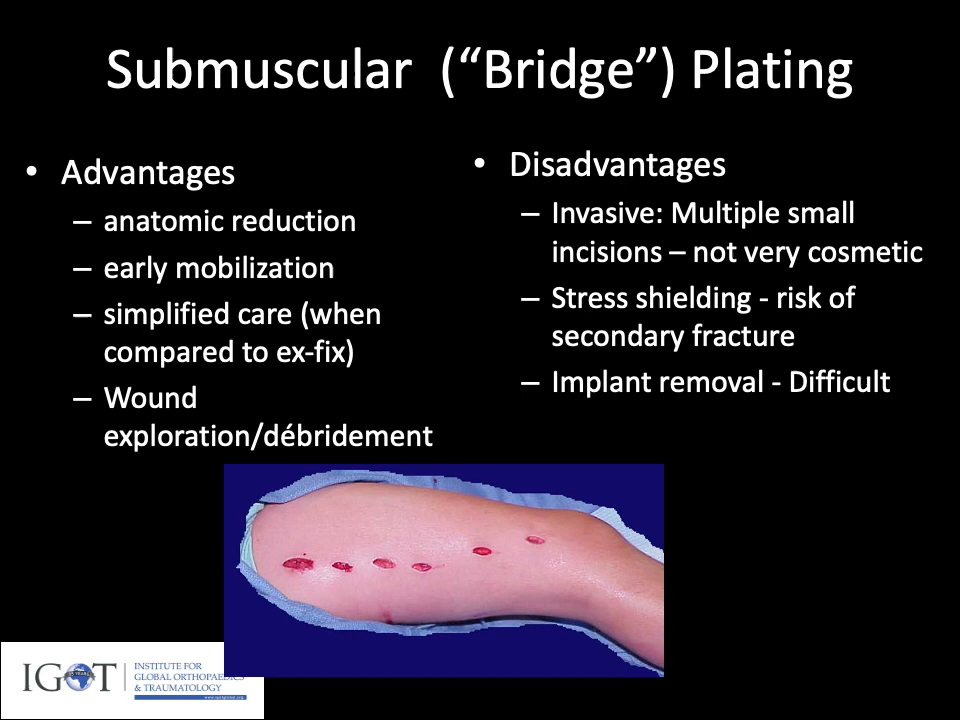 Submuscular (“Bridge”) Plating
• Advantages
– anatomic reduction
– early mobilization
– simplified care (when
compared to ex-fix)
– Wound
exploration/débridement
• Disadvantages
– Invasive: Multiple small
incisions – not very cosmetic
– Stress shielding - risk of
secondary fracture
– Implant removal - Difficult
IGOT
INSTITUTE FOR
GLOBAL ORTHOPAEDICS
& TRAUMATOLOGY